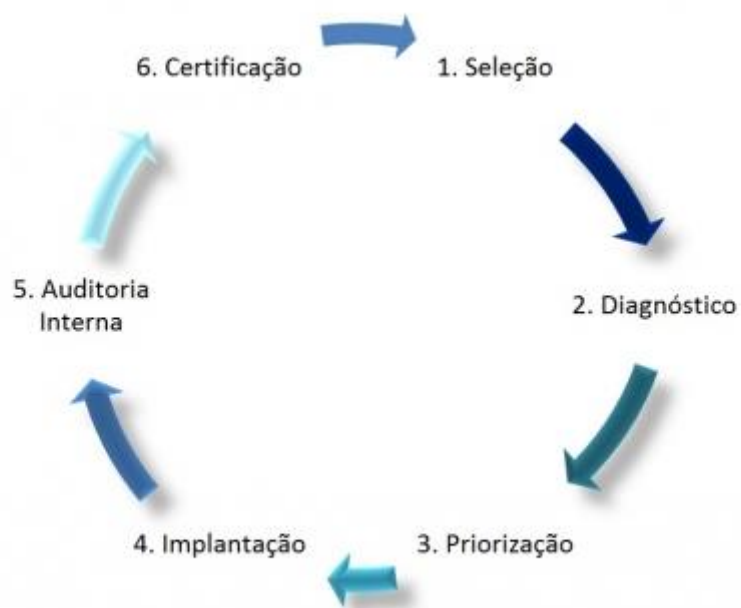 6. Certificação
1. Seleção
2. Diagnóstico
3. Priorização
4. Implantação
5. Auditoria
Interna